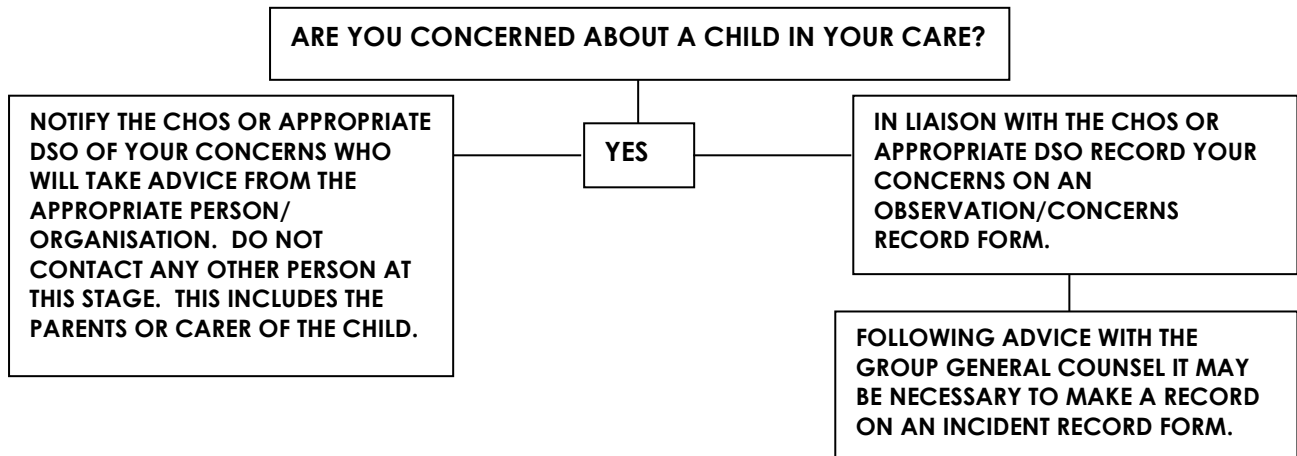 ARE YOU CONCERNED ABOUT A CHILD IN YOUR CARE?
NOTIFY THE CHOS OR APPROPRIATE
DSO OF YOUR CONCERNS WHO
WILL TAKE ADVICE FROM THE
APPROPRIATE PERSON/
ORGANISATION.  DO NOT
CONTACT ANY OTHER PERSON AT
THIS STAGE.  THIS INCLUDES THE
PARENTS OR CARER OF THE CHILD.
YES
IN LIAISON WITH THE CHOS OR
APPROPRIATE DSO RECORD YOUR
CONCERNS ON AN
OBSERVATION/CONCERNS
RECORD FORM.
FOLLOWING ADVICE WITH THE
GROUP GENERAL COUNSEL IT MAY
BE NECESSARY TO MAKE A RECORD
ON AN INCIDENT RECORD FORM.